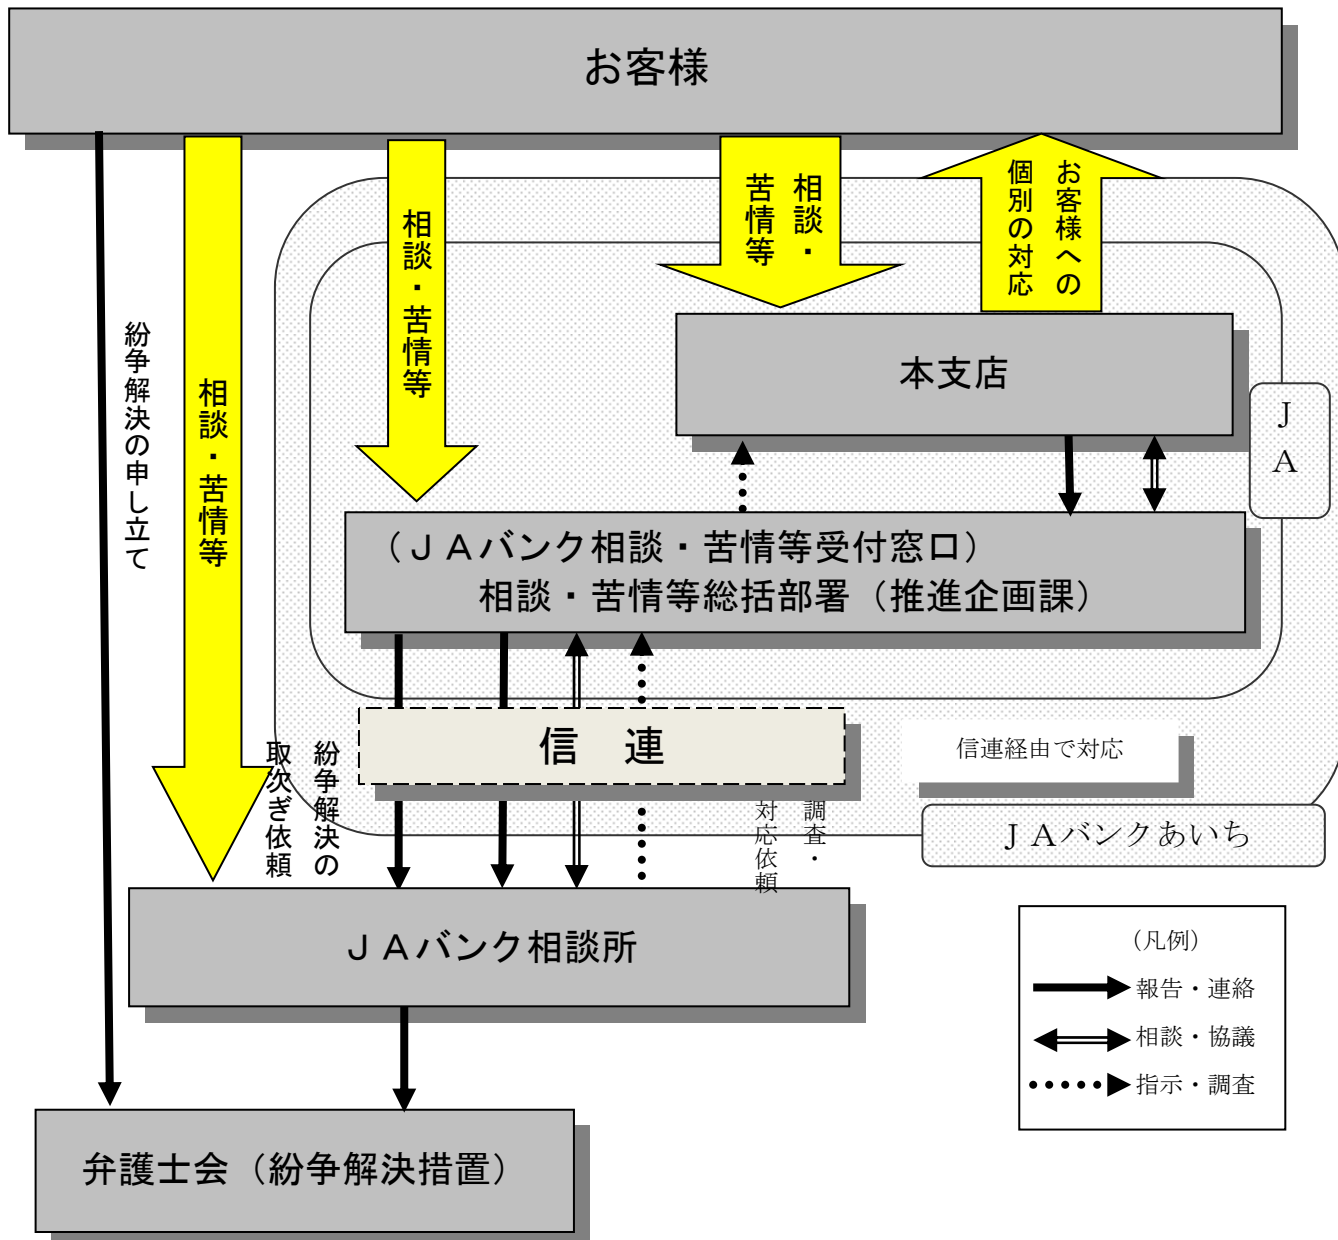 お客様
お客様への
個別の対応
相談・
苦情等
相談・苦情等
相談・苦情等
紛争解決の申し立て
本支店
JA
（ＪＡバンク相談・苦情等受付窓口）
相談・苦情等総括部署（推進企画課）
信　連
信連経由で対応
紛争解決の
取次ぎ依頼
調査・
対応依頼
ＪＡバンクあいち
ＪＡバンク相談所
（凡例）
報告・連絡
相談・協議
指示・調査
弁護士会（紛争解決措置）